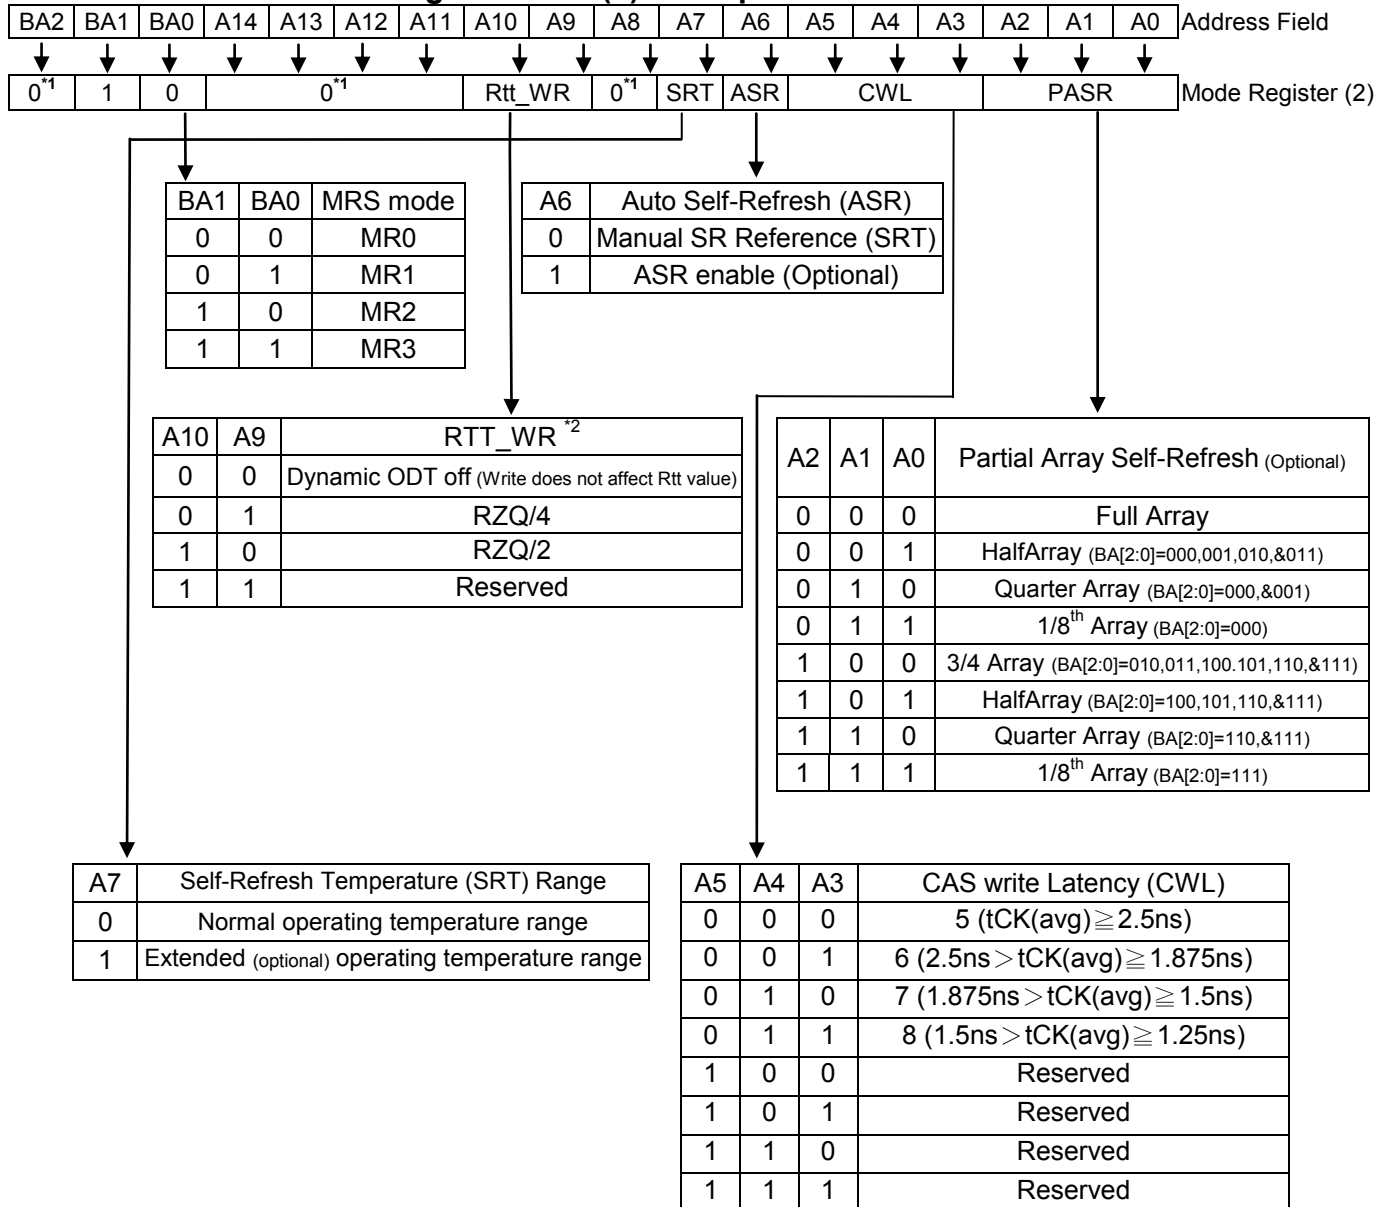 BA2 BA1 BA0 A14 A13 A12 A11 A10 A9 A8 A7 A6 A5 A4 A3 A2 A1 A0 Address Field
0*1 1 0 0*1 Rtt_WR 0*1 SRT ASR CWL PASR Mode Register (2)
BA1 BA0 MRS mode
0 0 MR0
0 1 MR1
1 0 MR2
1 1 MR3
A6 Auto Self-Refresh (ASR)
0 Manual SR Reference (SRT)
1 ASR enable (Optional)
A10 A9 RTT_WR *2
0 0 Dynamic ODT off (Write does not affect Rtt value)
0 1 RZQ/4
1 0 RZQ/2
1 1 Reserved
A2 A1 A0 Partial Array Self-Refresh (Optional)
0 0 0 Full Array
0 0 1 HalfArray (BA[2:0]=000,001,010,&011)
0 1 0 Quarter Array (BA[2:0]=000,&001)
0 1 1 1/8th Array (BA[2:0]=000)
1 0 0 3/4 Array (BA[2:0]=010,011,100.101,110,&111)
1 0 1 HalfArray (BA[2:0]=100,101,110,&111)
1 1 0 Quarter Array (BA[2:0]=110,&111)
1 1 1 1/8th Array (BA[2:0]=111)
A7 Self-Refresh Temperature (SRT) Range
0 Normal operating temperature range
1 Extended (optional) operating temperature range
A5 A4 A3 CAS write Latency (CWL)
0 0 0 5 (tCK(avg)≧2.5ns)
0 0 1 6 (2.5ns>tCK(avg)≧1.875ns)
0 1 0 7 (1.875ns>tCK(avg)≧1.5ns)
0 1 1 8 (1.5ns>tCK(avg)≧1.25ns)
1 0 0 Reserved
1 0 1 Reserved
1 1 0 Reserved
1 1 1 Reserved